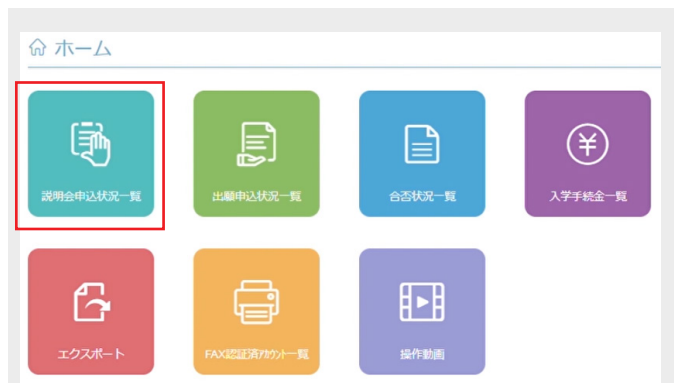 ホーム
説明会申込状況一覧
出願申込状況一覧
合否状況一覧
¥
入学手続金一覧
エクスポート
FAX認証済ｱｶｳﾝﾄ一覧
操作動画